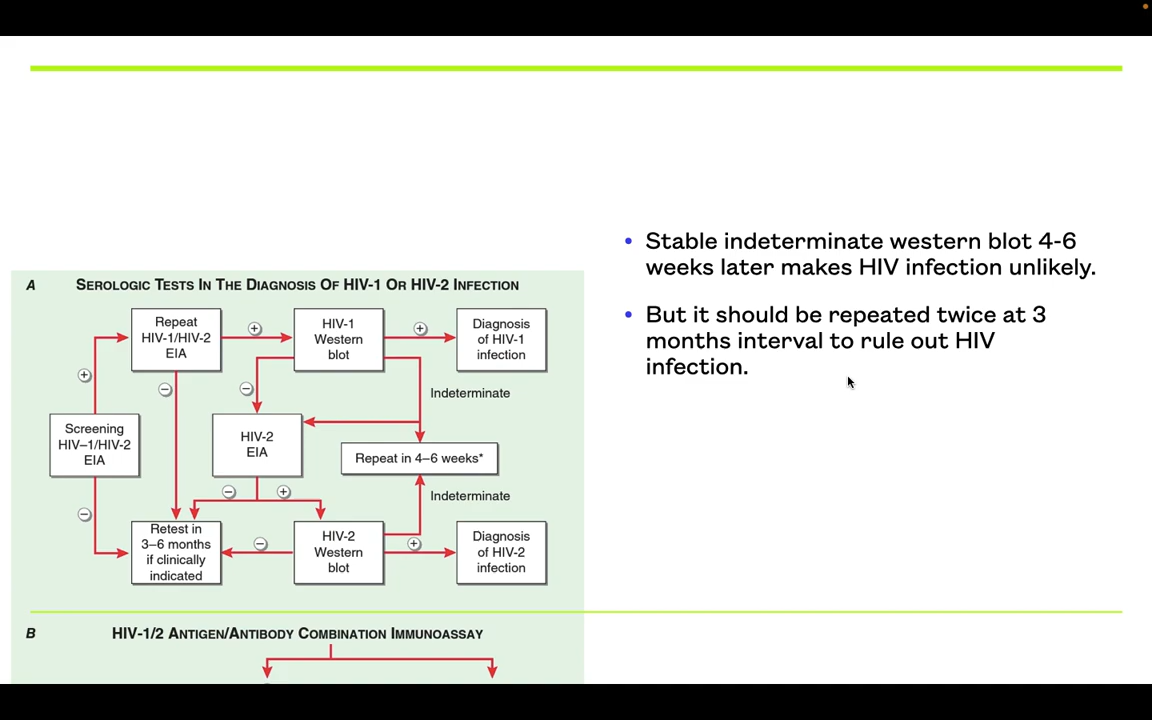 A
SEROLOGIC TESTS IN THE DIAGNOSIS OF HIV-1 OR HIV-2 INFECTION
Repeat
HIV-1/HIV-2
EIA
+
HIV-1
Western
blot
+
Diagnosis
of HIV-1
infection
+
−
−
Indeterminate
Screening
HIV–1/HIV-2
EIA
HIV-2
EIA
Repeat in 4–6 weeks*
−
+
Indeterminate
−
Retest in
3–6 months
if clinically
indicated
−
HIV-2
Western
blot
+
Diagnosis
of HIV-2
infection
B
HIV-1/2 ANTIGEN/ANTIBODY COMBINATION IMMUNOASSAY
• Stable indeterminate western blot 4-6
weeks later makes HIV infection unlikely.
• But it should be repeated twice at 3
months interval to rule out HIV
infection.